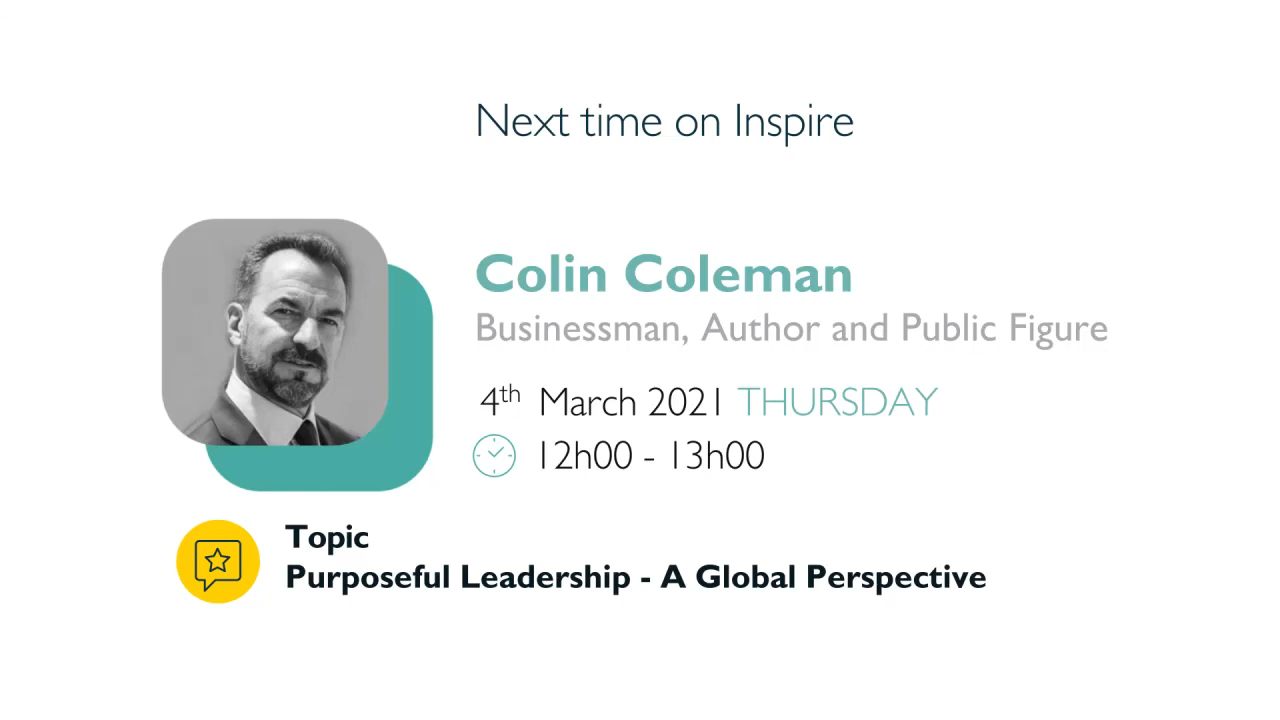 Next time on Inspire
Colin Coleman
Businessman, Author and Public Figure
4th March 2021 THURSDAY
12h00 - 13h00
Topic
Purposeful Leadership - A Global Perspective